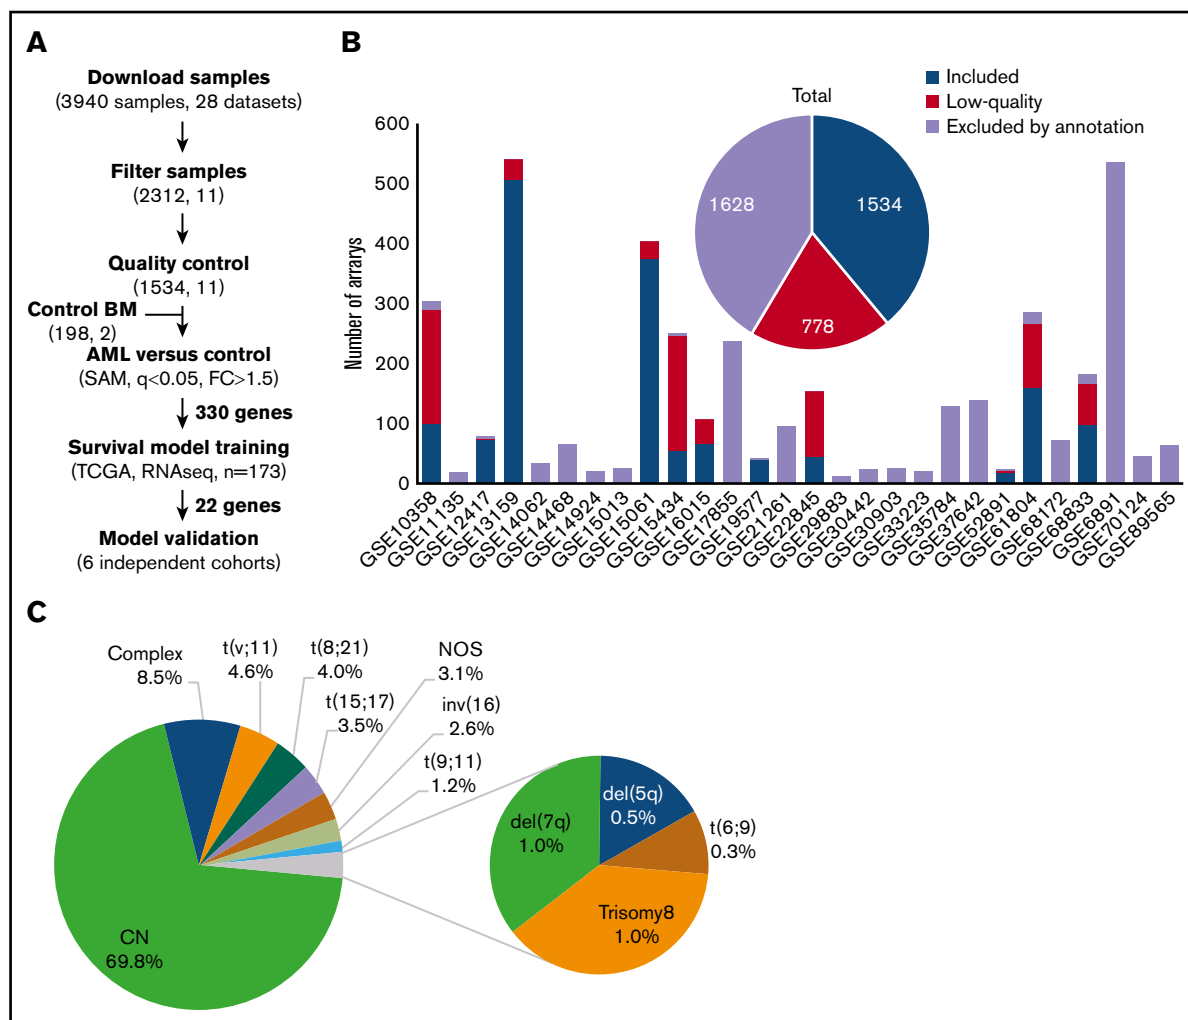 A
Download samples
(3940 samples, 28 datasets)
Filter samples
(2312, 11)
Quality control
(1534, 11)
Control BM
(198, 2)
AML versus control
(SAM, q<0.05, FC>1.5)
330 genes
Survival model training
(TCGA, RNAseq, n=173)
22 genes
Model validation
(6 independent cohorts)
B
Included
Low-quality
Excluded by annotation
Total
1628
1534
778
Number of arrarys
600
500
400
300
200
100
0
GSE10358
GSE11135
GSE12417
GSE13159
GSE14062
GSE14468
GSE14924
GSE15013
GSE15061
GSE15434
GSE16015
GSE17855
GSE19577
GSE21261
GSE22845
GSE29883
GSE30442
GSE30903
GSE33223
GSE35784
GSE37642
GSE52891
GSE61804
GSE68172
GSE68833
GSE6891
GSE70124
GSE89565
C
Complex
8.5%
t(v;11)
4.6%
t(8;21)
4.0%
t(15;17)
3.5%
NOS
3.1%
inv(16)
2.6%
t(9;11)
1.2%
CN
69.8%
del(7q)
1.0%
del(5q)
0.5%
t(6;9)
0.3%
Trisomy8
1.0%